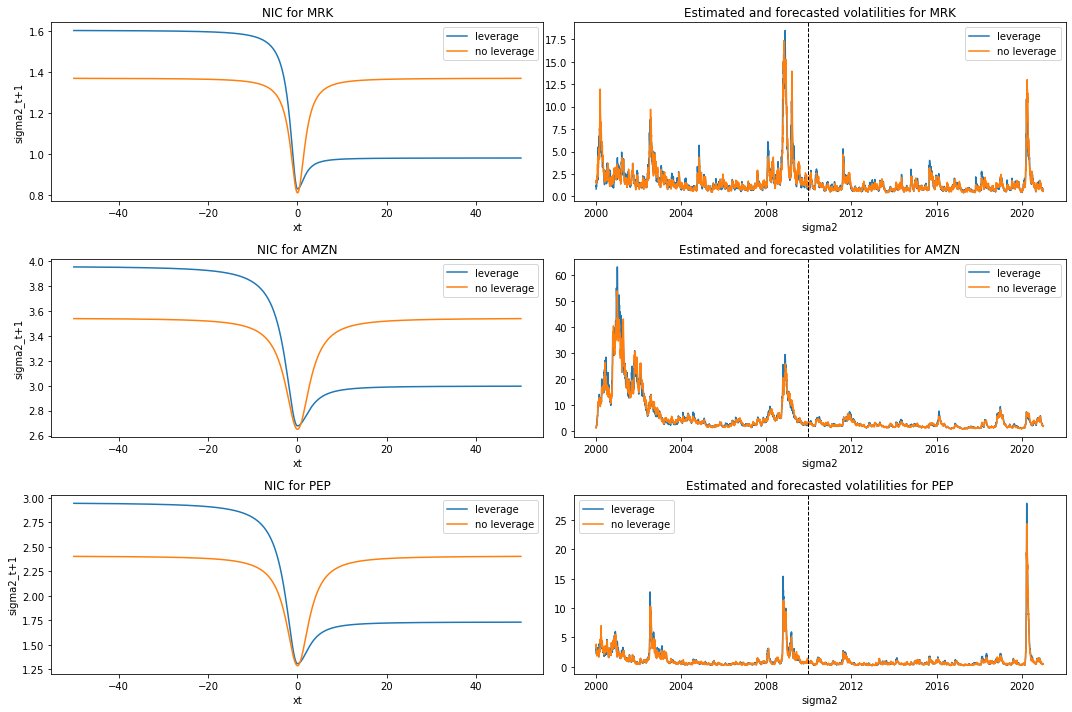 NIC for MRK
Estimated and forecasted volatilities for MRK
sigma2_t+1
1.6
1.4
1.2
1.0
0.8
leverage
no leverage
−40
−20
0
20
40
xt
17.5
15.0
12.5
10.0
7.5
5.0
2.5
0.0
leverage
no leverage
2000
2004
2008
2012
2016
2020
sigma2
NIC for AMZN
Estimated and forecasted volatilities for AMZN
sigma2_t+1
4.0
3.8
3.6
3.4
3.2
3.0
2.8
2.6
leverage
no leverage
−40
−20
0
20
40
xt
60
50
40
30
20
10
0
leverage
no leverage
2000
2004
2008
2012
2016
2020
sigma2
NIC for PEP
Estimated and forecasted volatilities for PEP
sigma2_t+1
3.00
2.75
2.50
2.25
2.00
1.75
1.50
1.25
leverage
no leverage
−40
−20
0
20
40
xt
25
20
15
10
5
0
leverage
no leverage
2000
2004
2008
2012
2016
2020
sigma2